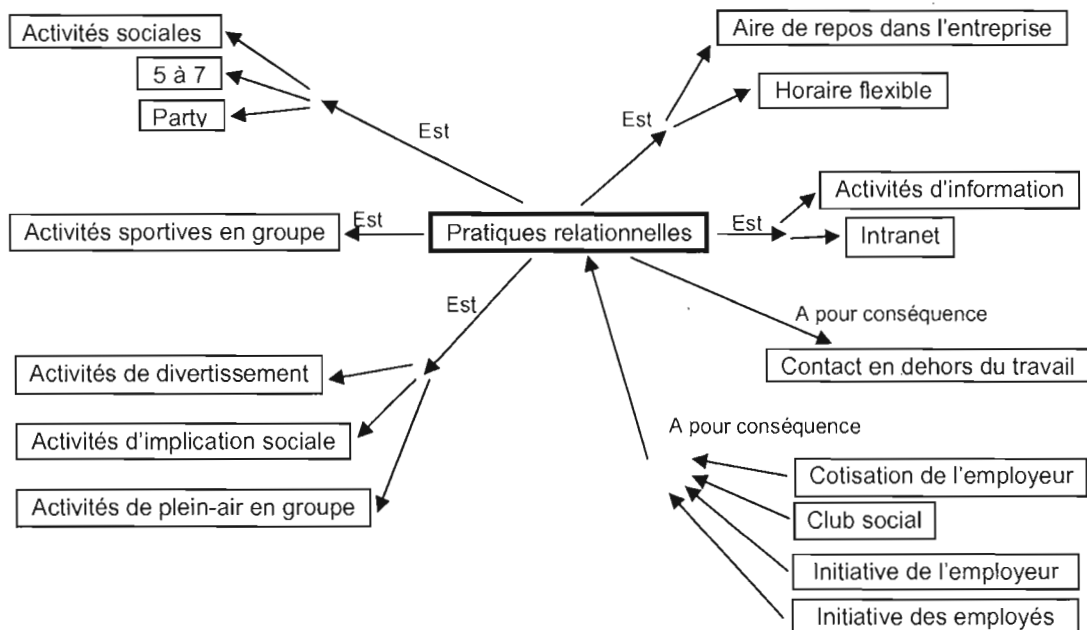 Activités sociales
5 à 7
Party
Est
Aire de repos dans l'entreprise
Horaire flexible
Est
Activités sportives en groupe
Est
Pratiques relationnelles
Est
Activités d'information
Intranet
Est
A pour conséquence
Contact en dehors du travail
Activités de divertissement
Activités d'implication sociale
Activités de plein-air en groupe
A pour conséquence
Cotisation de l'employeur
Club social
Initiative de l'employeur
Initiative des employés